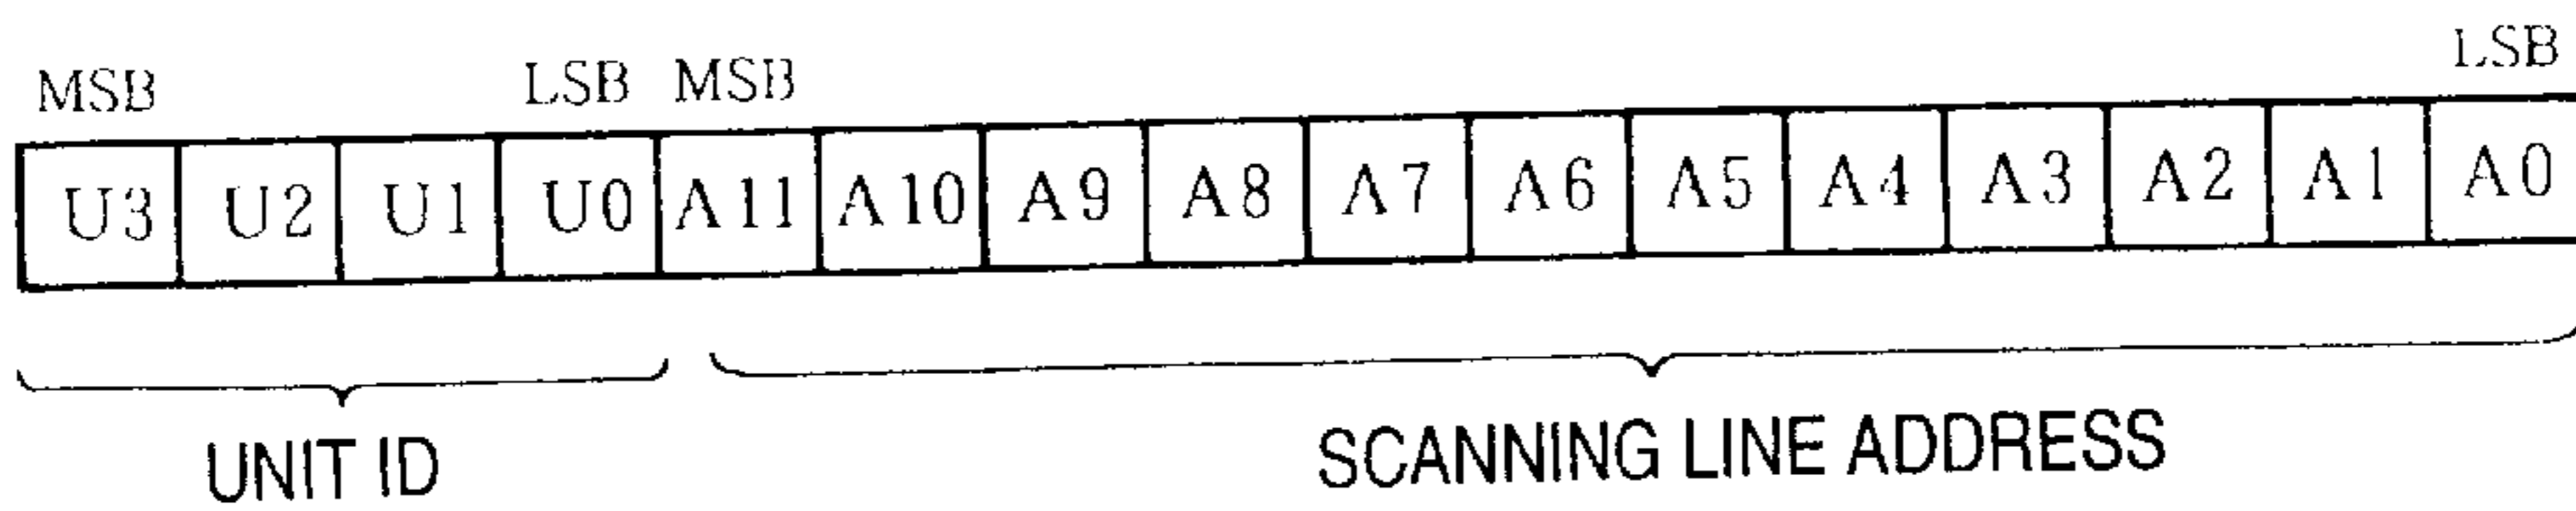 MSB LSB MSB LSB
U3 U2 U1 U0 A11 A10 A9 A8 A7 A6 A5 A4 A3 A2 A1 A0
UNIT ID SCANNING LINE ADDRESS